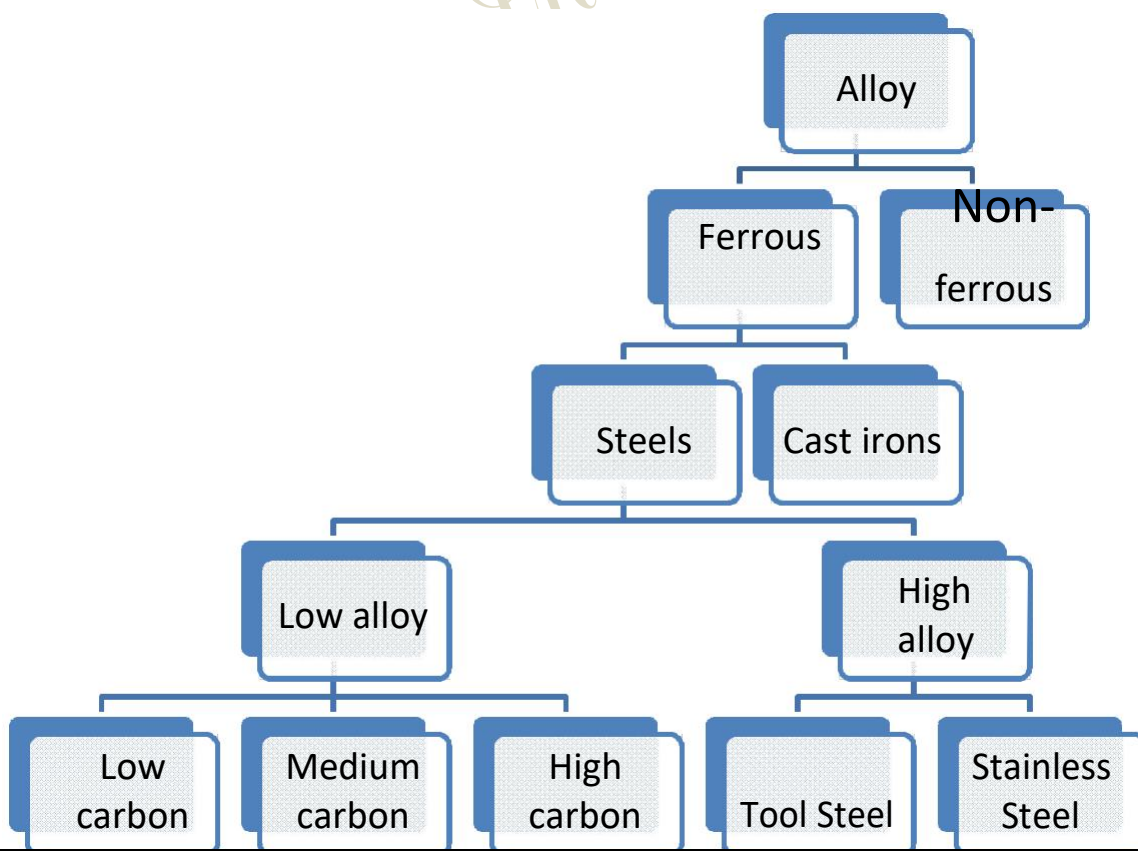 Alloy
Ferrous
Non-
ferrous
Steels
Cast irons
Low alloy
High
alloy
Low
carbon
Medium
carbon
High
carbon
Tool Steel
Stainless
Steel